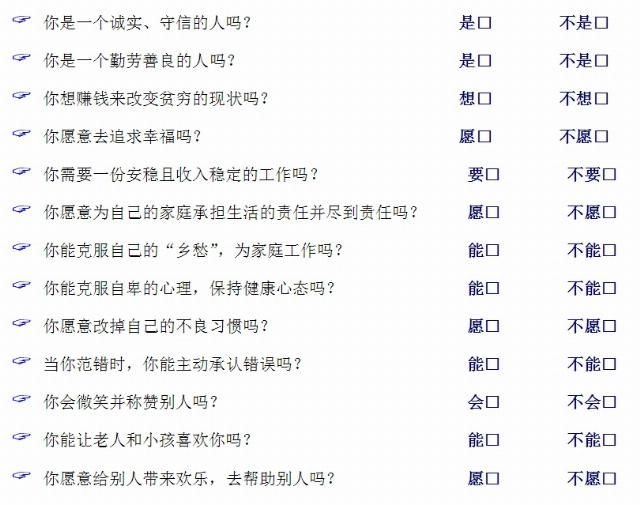 你是一个诚实、守信的人吗？ 是□ 不是□
你是一个勤劳善良的人吗？ 是□ 不是□
你想赚钱来改变贫穷的现状吗？ 想□ 不想□
你愿意去追求幸福吗？ 愿□ 不愿□
你需要一份安稳且收入稳定的工作吗？ 要□ 不要□
你愿意为自己的家庭承担生活的责任并尽到责任吗？ 愿□ 不愿□
你能克服自己的“乡愁”，为家庭工作吗？ 能□ 不能□
你能克服自卑的心理，保持健康心态吗？ 能□ 不能□
你愿意改掉自己的不良习惯吗？ 愿□ 不愿□
当你范错时，你能主动承认错误吗？ 能□ 不能□
你会微笑并称赞别人吗？ 会□ 不会□
你能让老人和小孩喜欢你吗？ 能□ 不能□
你愿意给别人带来欢乐，去帮助别人吗？ 愿□ 不愿□